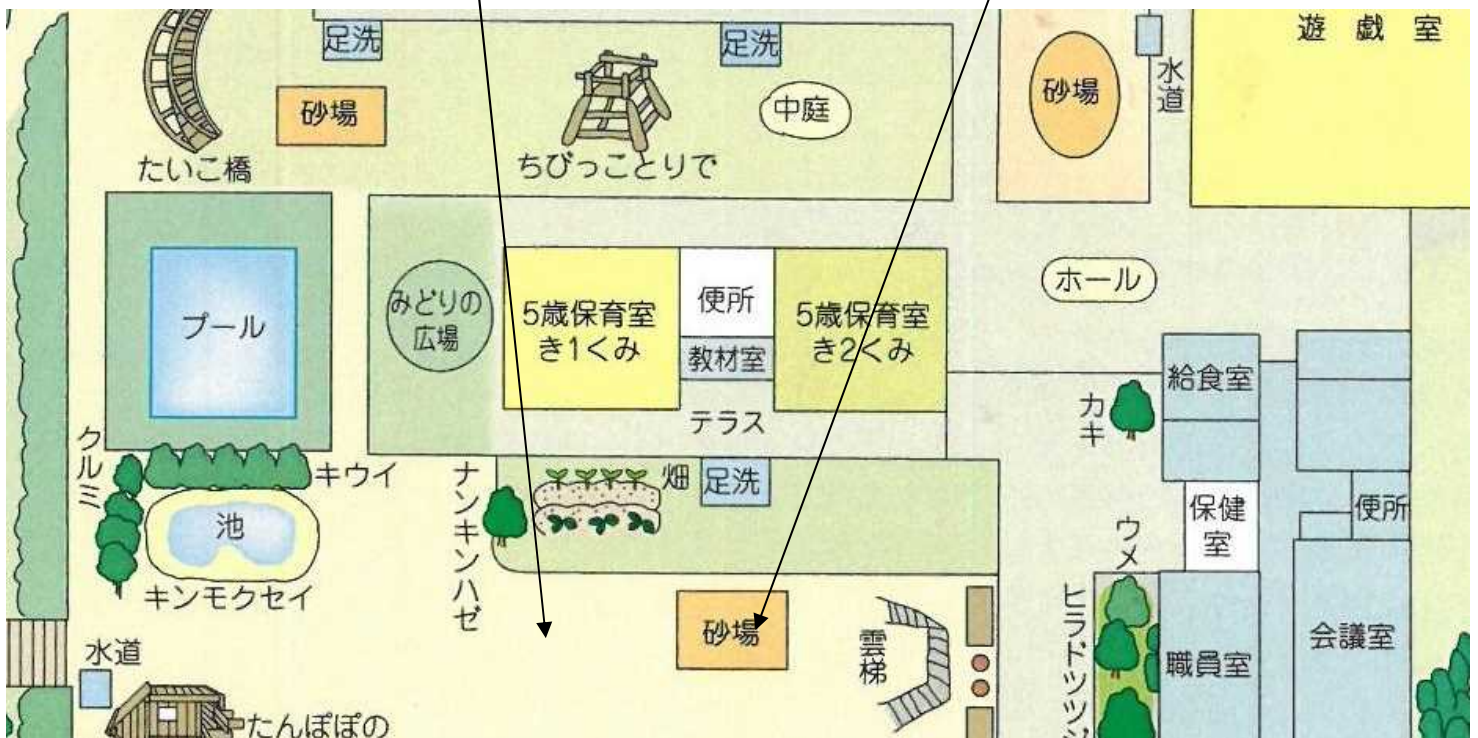 足洗
足洗
遊戯室
砂場
中庭
砂場
水道
たいこ橋
ちびっことりで
プール
みどりの
広場
5歳保育室
き1くみ
便所
教材室
5歳保育室
き2くみ
ホール
テラス
カキ
給食室
クルミ
キウイ
ナンキンハゼ
畑
足洗
池
キンモクセイ
ウメ
保健
室
便所
水道
砂場
雲梯
ヒラドツツジ
職員室
会議室
たんぽぽの